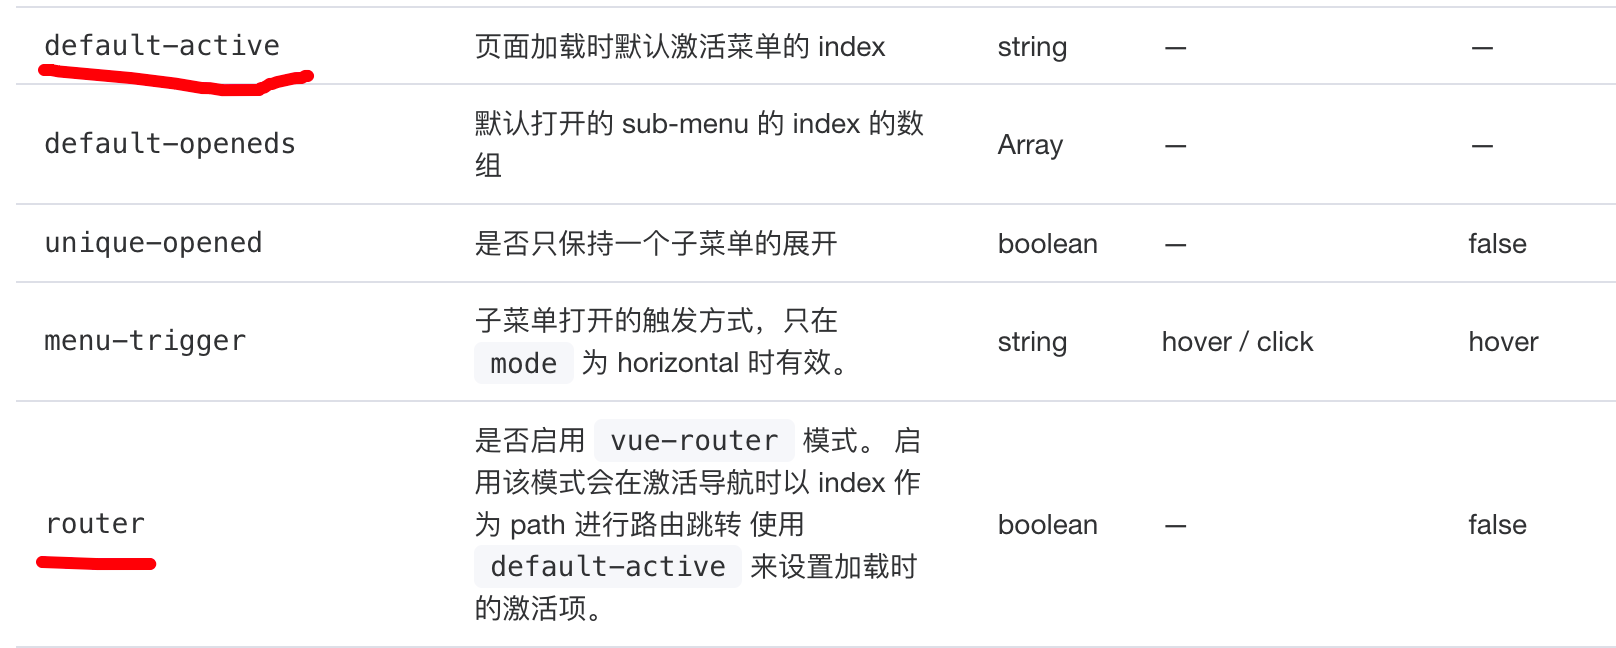 default-active 页面加载时默认激活菜单的 index string — —
default-openeds 默认打开的 sub-menu 的 index 的数 Array — —
组
unique-opened 是否只保持一个子菜单的展开 boolean — false
menu-trigger 子菜单打开的触发方式，只在 string hover / click hover
mode 为 horizontal 时有效。
是否启用 vue-router 模式。 启
用该模式会在激活导航时以 index 作
router 为 path 进行路由跳转 使用 boolean — false
default-active 来设置加载时
的激活项。